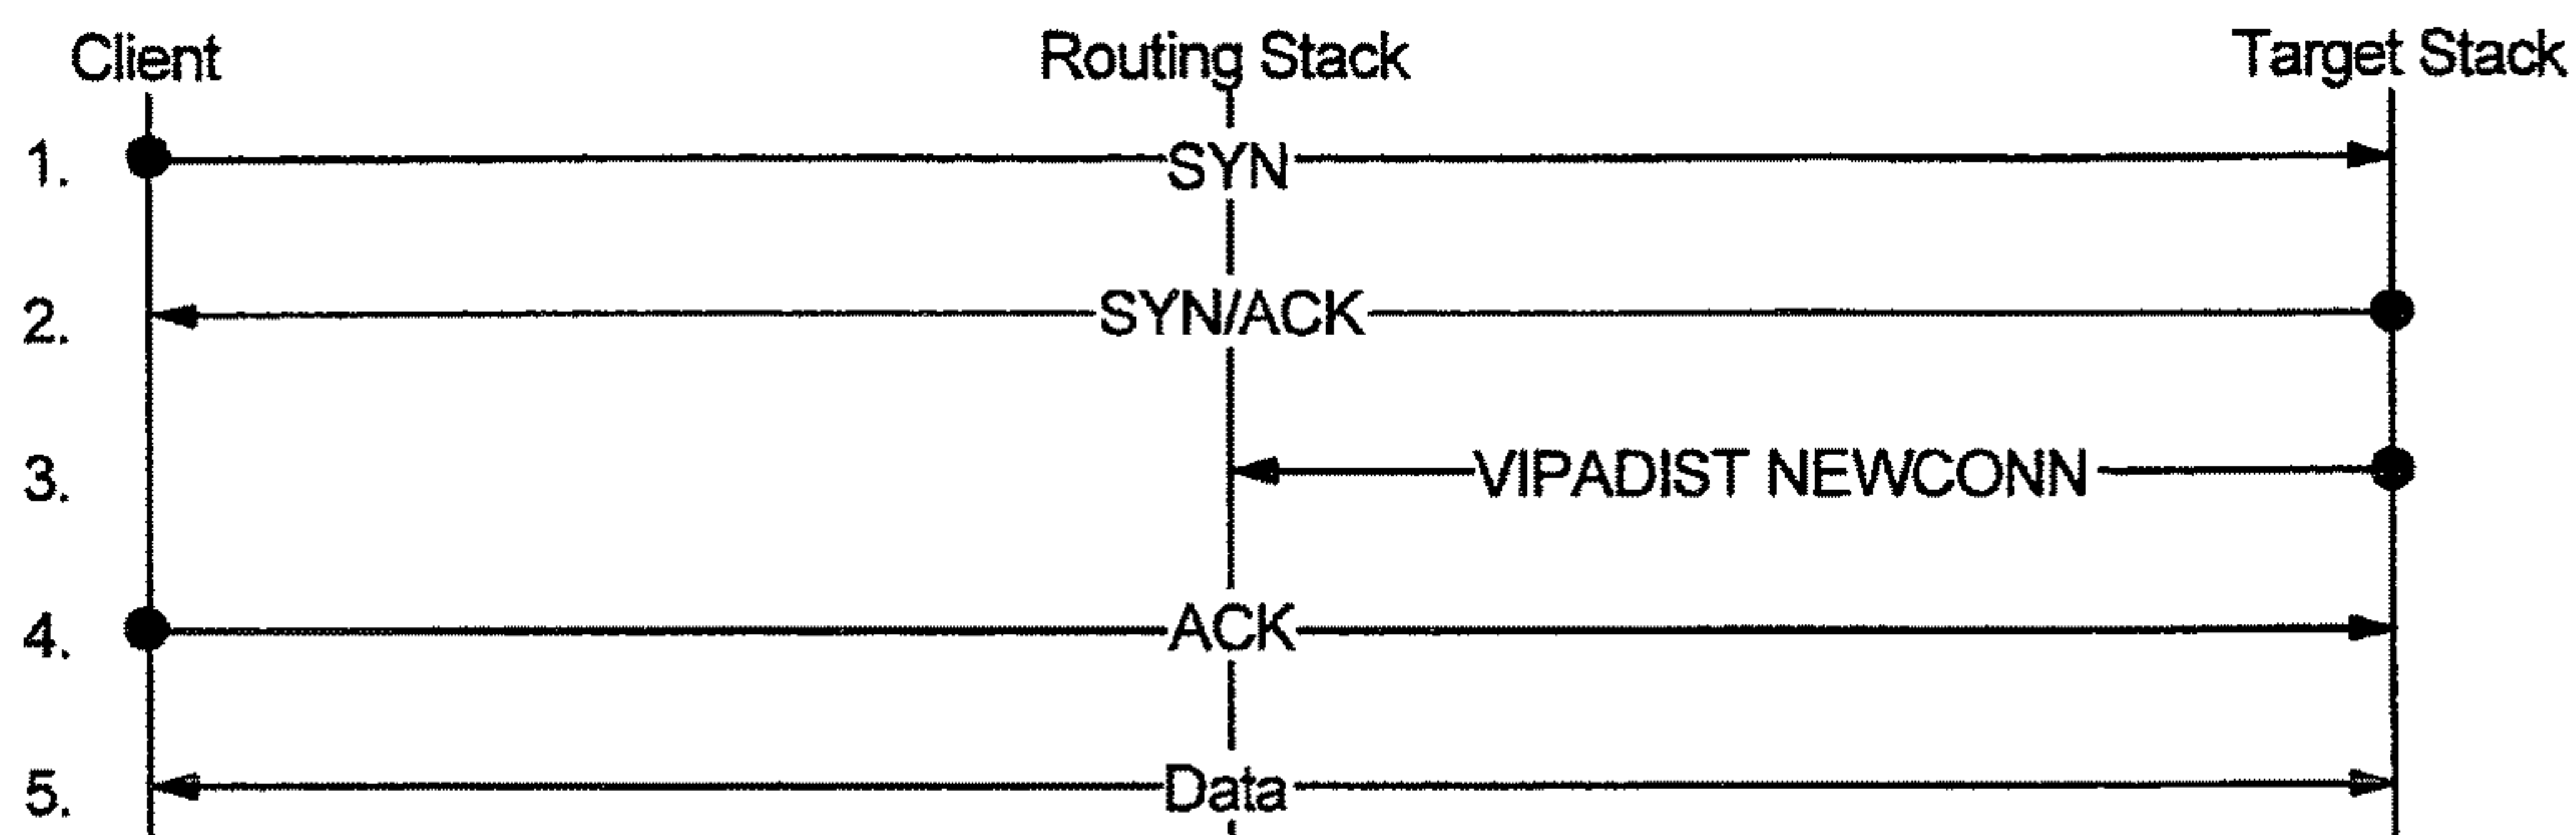 Client Routing Stack Target Stack
1. SYN
2. SYN/ACK
3. VIPADIST NEWCONN
4. ACK
5. Data